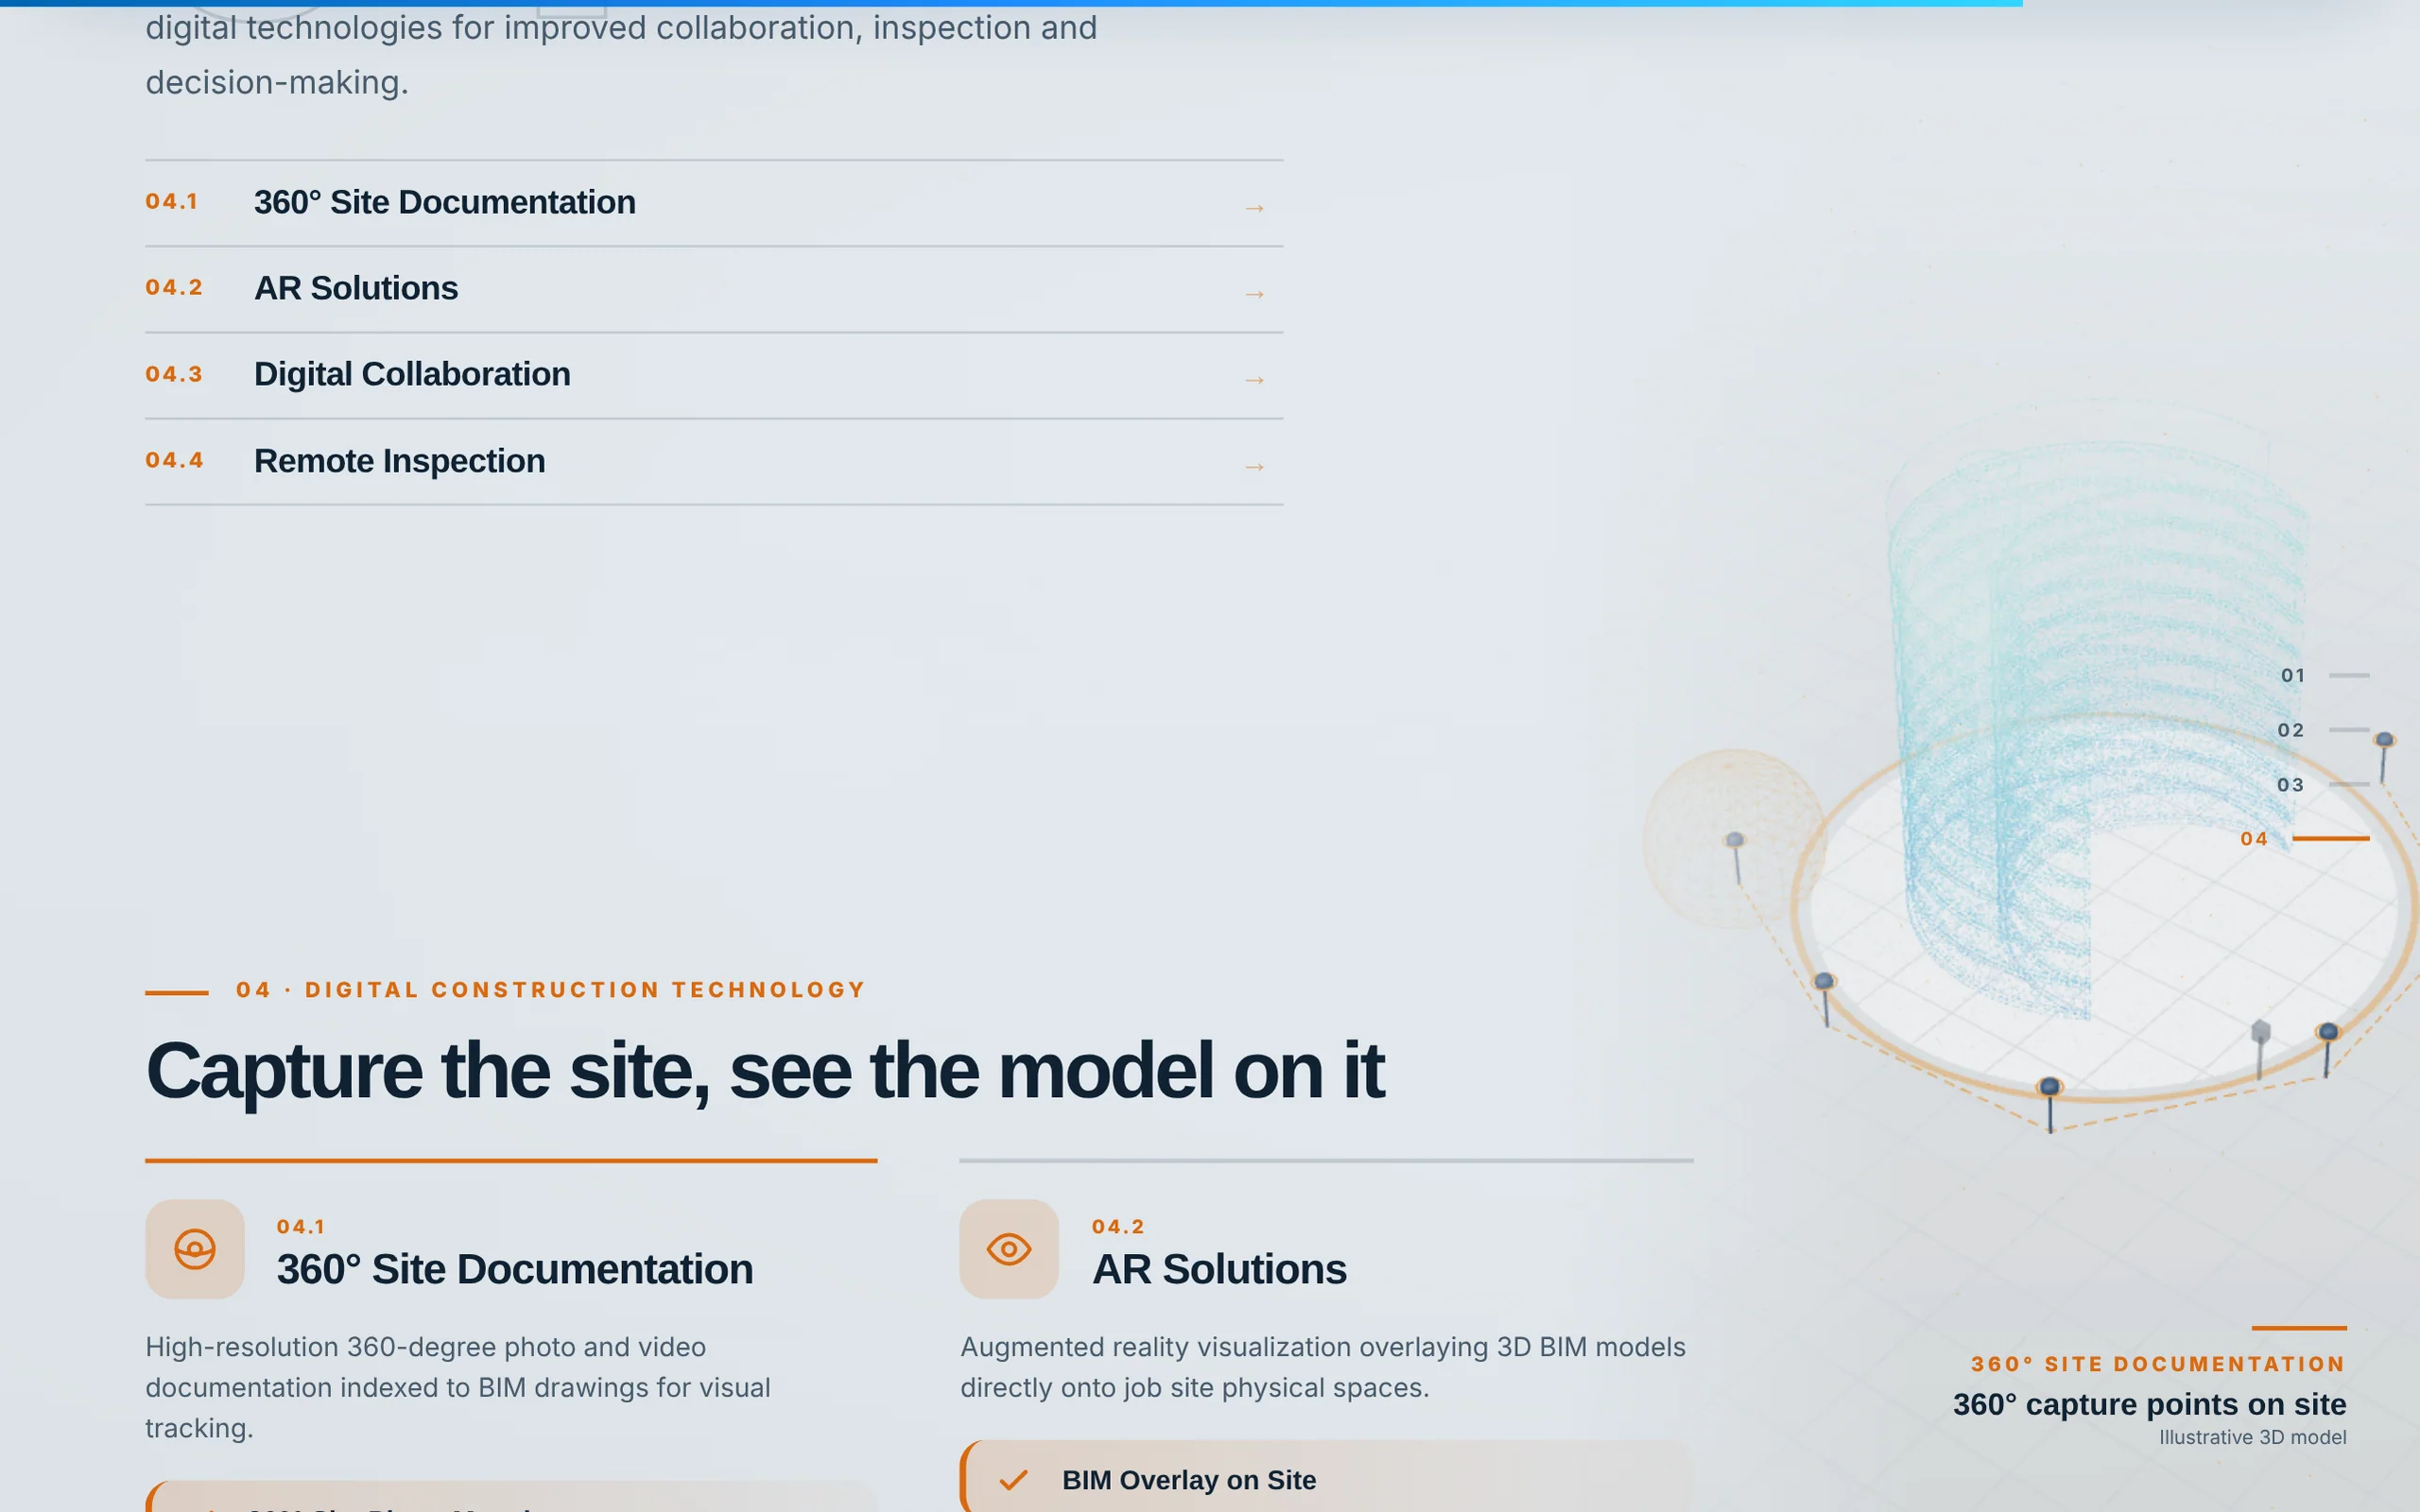 digital technologies for improved collaboration, inspection and
decision-making.
04.1 360° Site Documentation →
04.2 AR Solutions →
04.3 Digital Collaboration →
04.4 Remote Inspection →
01
02
03
04
04 · DIGITAL CONSTRUCTION TECHNOLOGY
Capture the site, see the model on it
04.1
360° Site Documentation
High-resolution 360-degree photo and video
documentation indexed to BIM drawings for visual
tracking.
04.2
AR Solutions
Augmented reality visualization overlaying 3D BIM models
directly onto job site physical spaces.
BIM Overlay on Site
360° SITE DOCUMENTATION
360° capture points on site
Illustrative 3D model